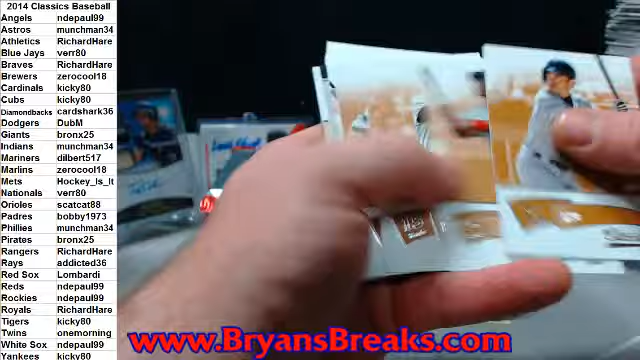 2014 Classics Baseball
Angels ndepaul99
Astros munchman34
Athletics RichardHare
Blue Jays verr80
Braves RichardHare
Brewers zerocool18
Cardinals kicky80
Cubs kicky80
Diamondbacks cardshark36
Dodgers DubM
Giants bronx25
Indians munchman34
Mariners dilbert517
Marlins zerocool18
Mets Hockey_Is_It
Nationals verr80
Orioles scatcat88
Padres bobby1973
Phillies munchman34
Pirates bronx25
Rangers RichardHare
Rays addicted36
Red Sox Lombardi
Reds ndepaul99
Rockies ndepaul99
Royals RichardHare
Tigers kicky80
Twins onemorning
White Sox ndepaul99
Yankees kicky80
www.BryansBreaks.com